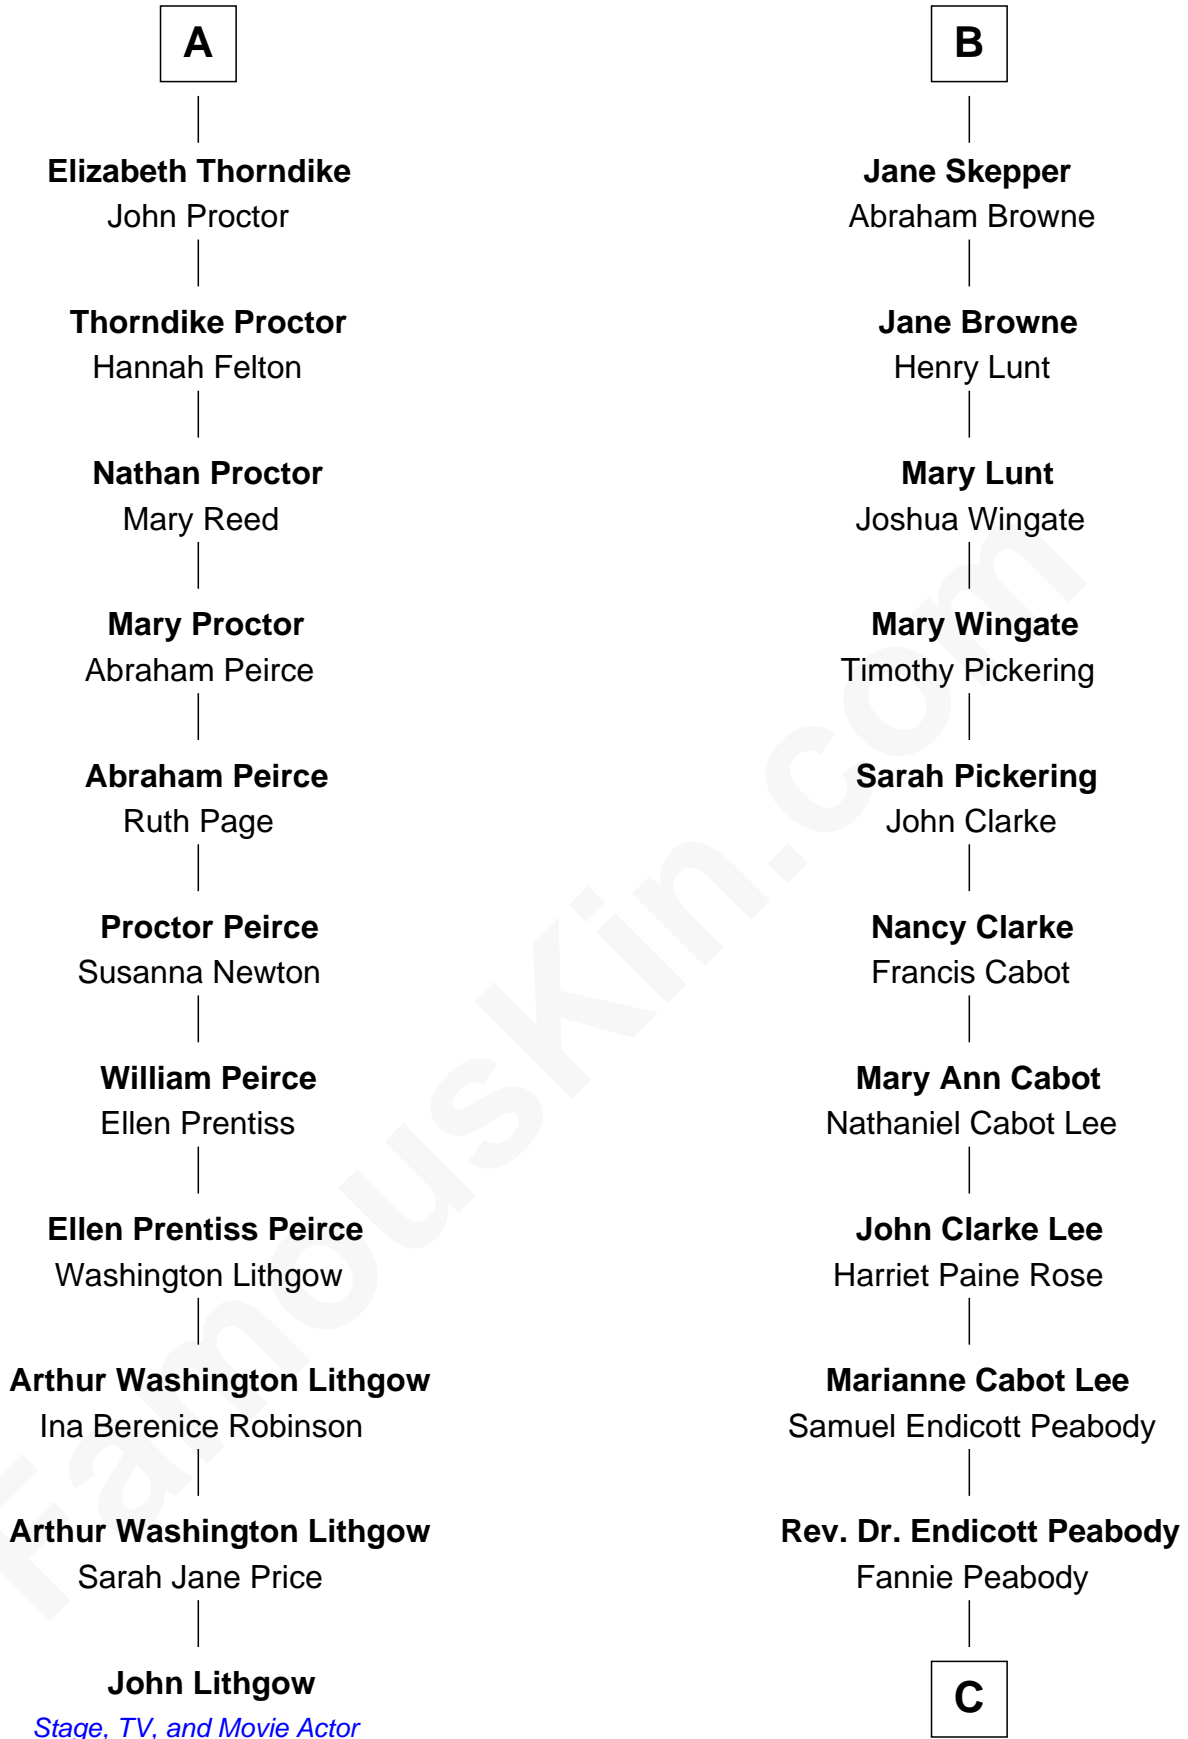 A
Elizabeth Thorndike
John Proctor
Thorndike Proctor
Hannah Felton
Nathan Proctor
Mary Reed
Mary Proctor
Abraham Peirce
Abraham Peirce
Ruth Page
Proctor Peirce
Susanna Newton
William Peirce
Ellen Prentiss
Ellen Prentiss Peirce
Washington Lithgow
Arthur Washington Lithgow
Ina Berenice Robinson
Arthur Washington Lithgow
Sarah Jane Price
John Lithgow
Stage, TV, and Movie Actor
B
Jane Skepper
Abraham Browne
Jane Browne
Henry Lunt
Mary Lunt
Joshua Wingate
Mary Wingate
Timothy Pickering
Sarah Pickering
John Clarke
Nancy Clarke
Francis Cabot
Mary Ann Cabot
Nathaniel Cabot Lee
John Clarke Lee
Harriet Paine Rose
Marianne Cabot Lee
Samuel Endicott Peabody
Rev. Dr. Endicott Peabody
Fannie Peabody
C
FamousKin.com